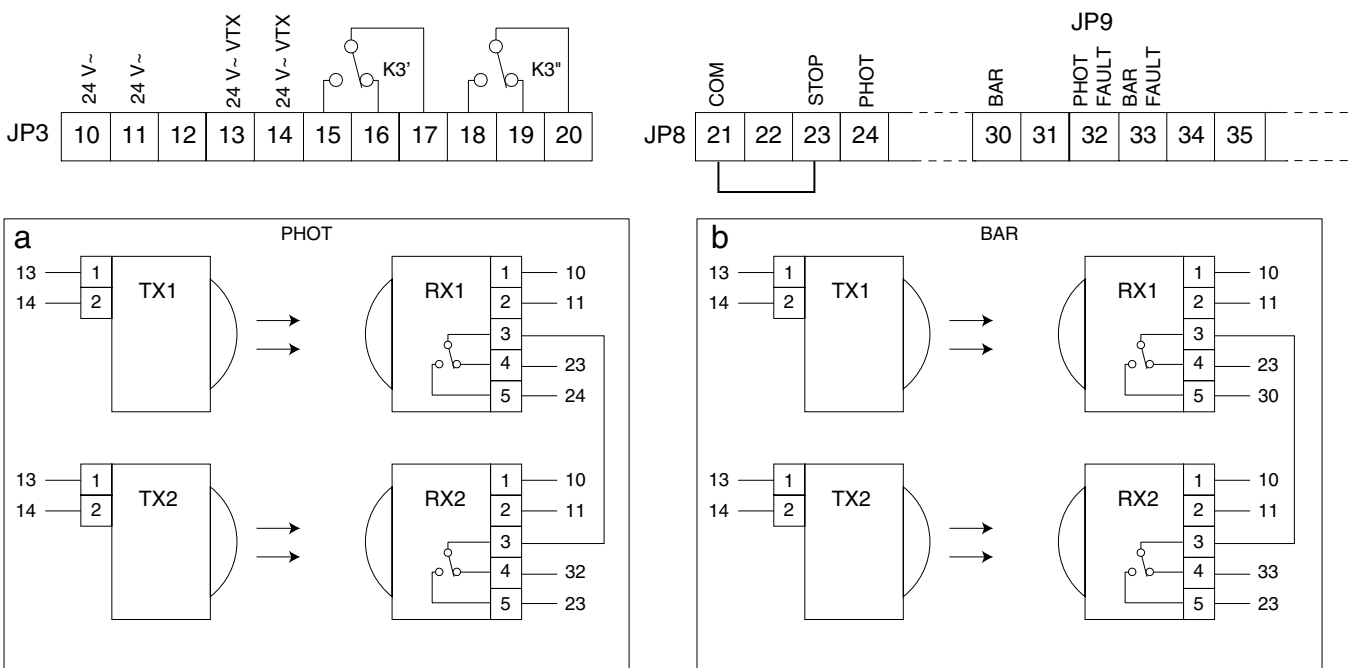 JP9
24 V~
24 V~
24 V~ VTX
24 V~ VTX
K3'
K3"
COM
STOP
PHOT
BAR
PHOT
FAULT
BAR
FAULT
JP3 10 11 12 13 14 15 16 17 18 19 20
JP8 21 22 23 24 30 31 32 33 34 35
a PHOT
13 1 TX1
14 2
RX1 1 10
2 11
3
4 23
5 24
13 1 TX2
14 2
RX2 1 10
2 11
3
4 32
5 23
b BAR
13 1 TX1
14 2
RX1 1 10
2 11
3
4 23
5 30
13 1 TX2
14 2
RX2 1 10
2 11
3
4 33
5 23